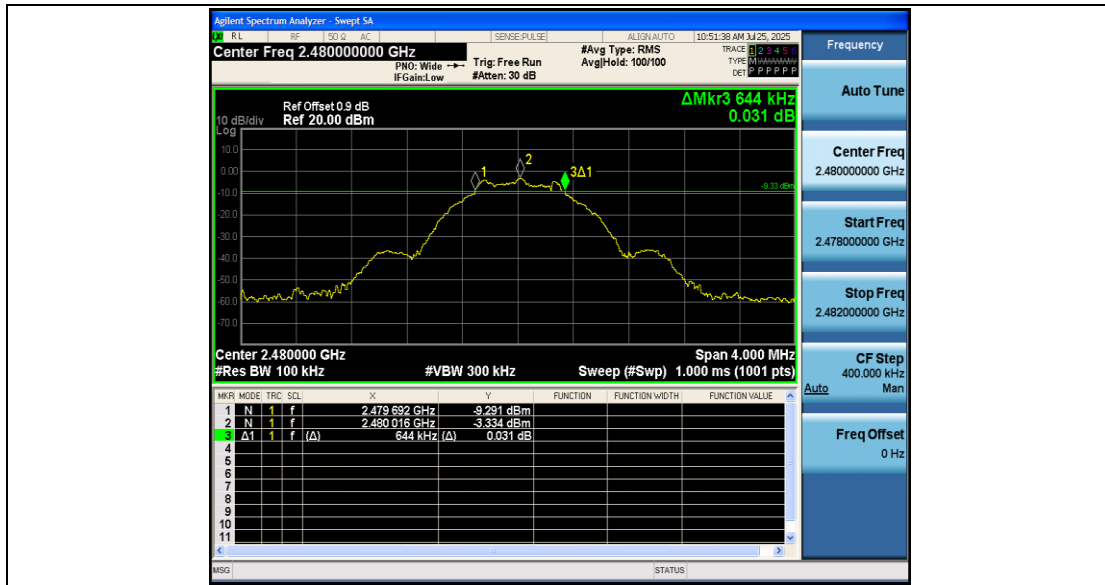 Agilent Spectrum Analyzer - Swept SA
RL RF 50 Ω AC SENSE:PULSE ALIGNAUTO 10:51:38 AM Jul 25, 2025
Center Freq 2.480000000 GHz #Avg Type: RMS TRACE 1 2 3 4 5 6
PNO: Wide Trig: Free Run Avg|Hold: 100/100 TYPE M
IFGain:Low #Atten: 30 dB DET P P P P P P
Frequency
Auto Tune
Center Freq
2.480000000 GHz
Start Freq
2.478000000 GHz
Stop Freq
2.482000000 GHz
CF Step
400.000 kHz
Auto Man
Freq Offset
0 Hz
ΔMkr3 644 kHz
0.031 dB
Ref Offset 0.9 dB
10 dB/div Ref 20.00 dBm
Log
10.0
0.00
-10.0
-20.0
-30.0
-40.0
-50.0
-60.0
-70.0
1
2
3Δ1
-9.33 dBm
Center 2.480000 GHz Span 4.000 MHz
#Res BW 100 kHz #VBW 300 kHz Sweep (#Swp) 1.000 ms (1001 pts)
MKR MODE TRC SCL X Y FUNCTION FUNCTION WIDTH FUNCTION VALUE
1 N 1 f 2.479 692 GHz -9.291 dBm
2 N 1 f 2.480 016 GHz -3.334 dBm
3 Δ1 1 f (Δ) 644 kHz (Δ) 0.031 dB
4
5
6
7
8
9
10
11
MSG STATUS